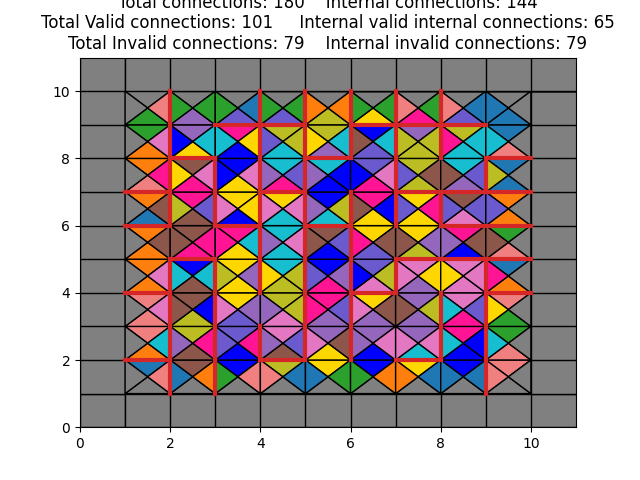 Total connections: 180    Internal connections: 144
Total Valid connections: 101    Internal valid internal connections: 65
Total Invalid connections: 79    Internal invalid connections: 79
10
8
6
4
2
0
0 2 4 6 8 10